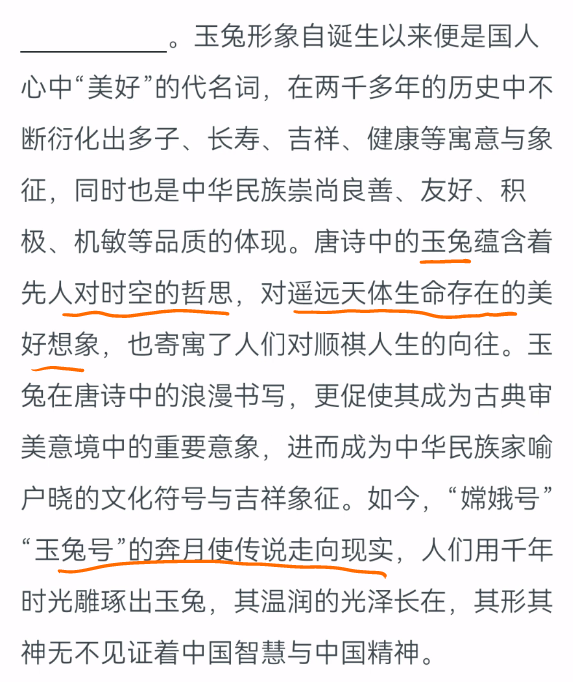 ____________。玉兔形象自诞生以来便是国人
心中“美好”的代名词，在两千多年的历史中不
断衍化出多子、长寿、吉祥、健康等寓意与象
征，同时也是中华民族崇尚良善、友好、积
极、机敏等品质的体现。唐诗中的玉兔蕴含着
先人对时空的哲思，对遥远天体生命存在的美
好想象，也寄寓了人们对顺祺人生的向往。玉
兔在唐诗中的浪漫书写，更促使其成为古典审
美意境中的重要意象，进而成为中华民族家喻
户晓的文化符号与吉祥象征。如今，“嫦娥号”
“玉兔号”的奔月使传说走向现实，人们用千年
时光雕琢出玉兔，其温润的光泽长在，其形其
神无不见证着中国智慧与中国精神。